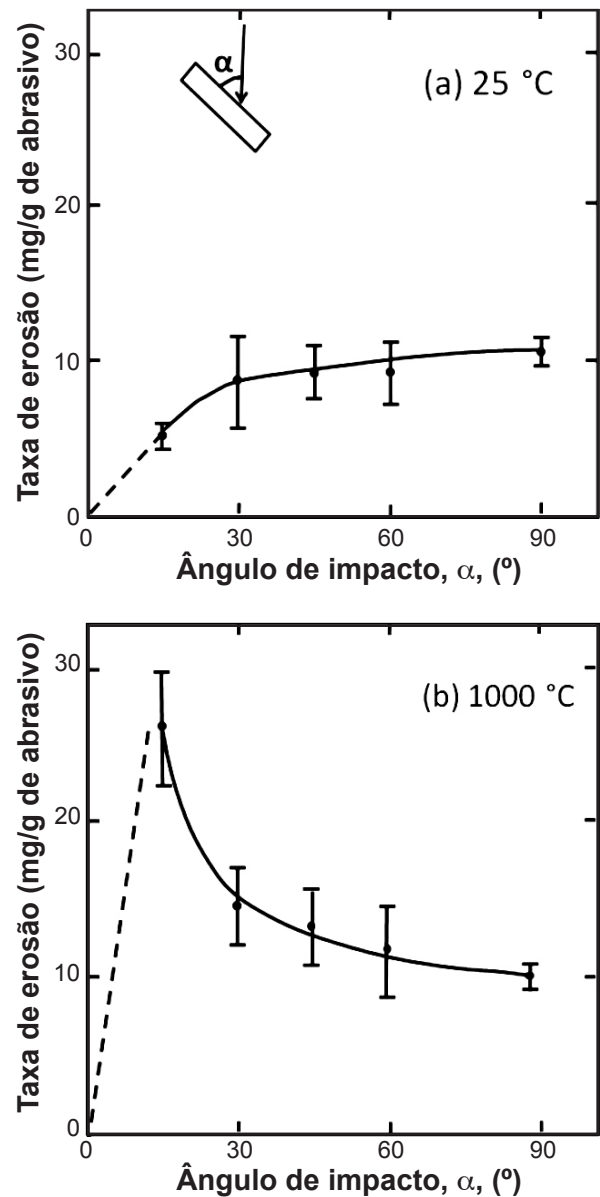 Taxa de erosão (mg/g de abrasivo)
30
20
10
0
α
(a) 25 °C
0 30 60 90
Ângulo de impacto, α, (º)
Taxa de erosão (mg/g de abrasivo)
30
20
10
0
(b) 1000 °C
0 30 60 90
Ângulo de impacto, α, (º)